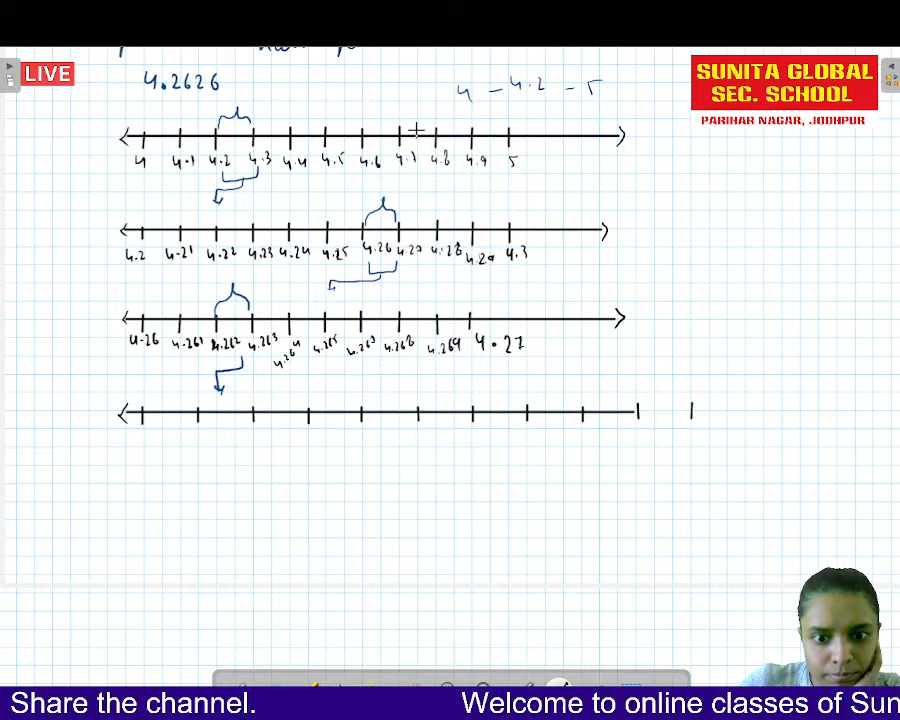 LIVE
4.2626
4 - 4.2 - 5
SUNITA GLOBAL
SEC. SCHOOL
PARIHAR NAGAR, JODHPUR
4 4.1 4.2 4.3 4.4 4.5 4.6 4.7 4.8 4.9 5
4.2 4.21 4.22 4.23 4.24 4.25 4.26 4.27 4.28 4.29 4.3
4.26 4.261 4.262 4.263 4.264 4.265 4.268 4.269 4.27
Share the channel.
Welcome to online classes of Sun